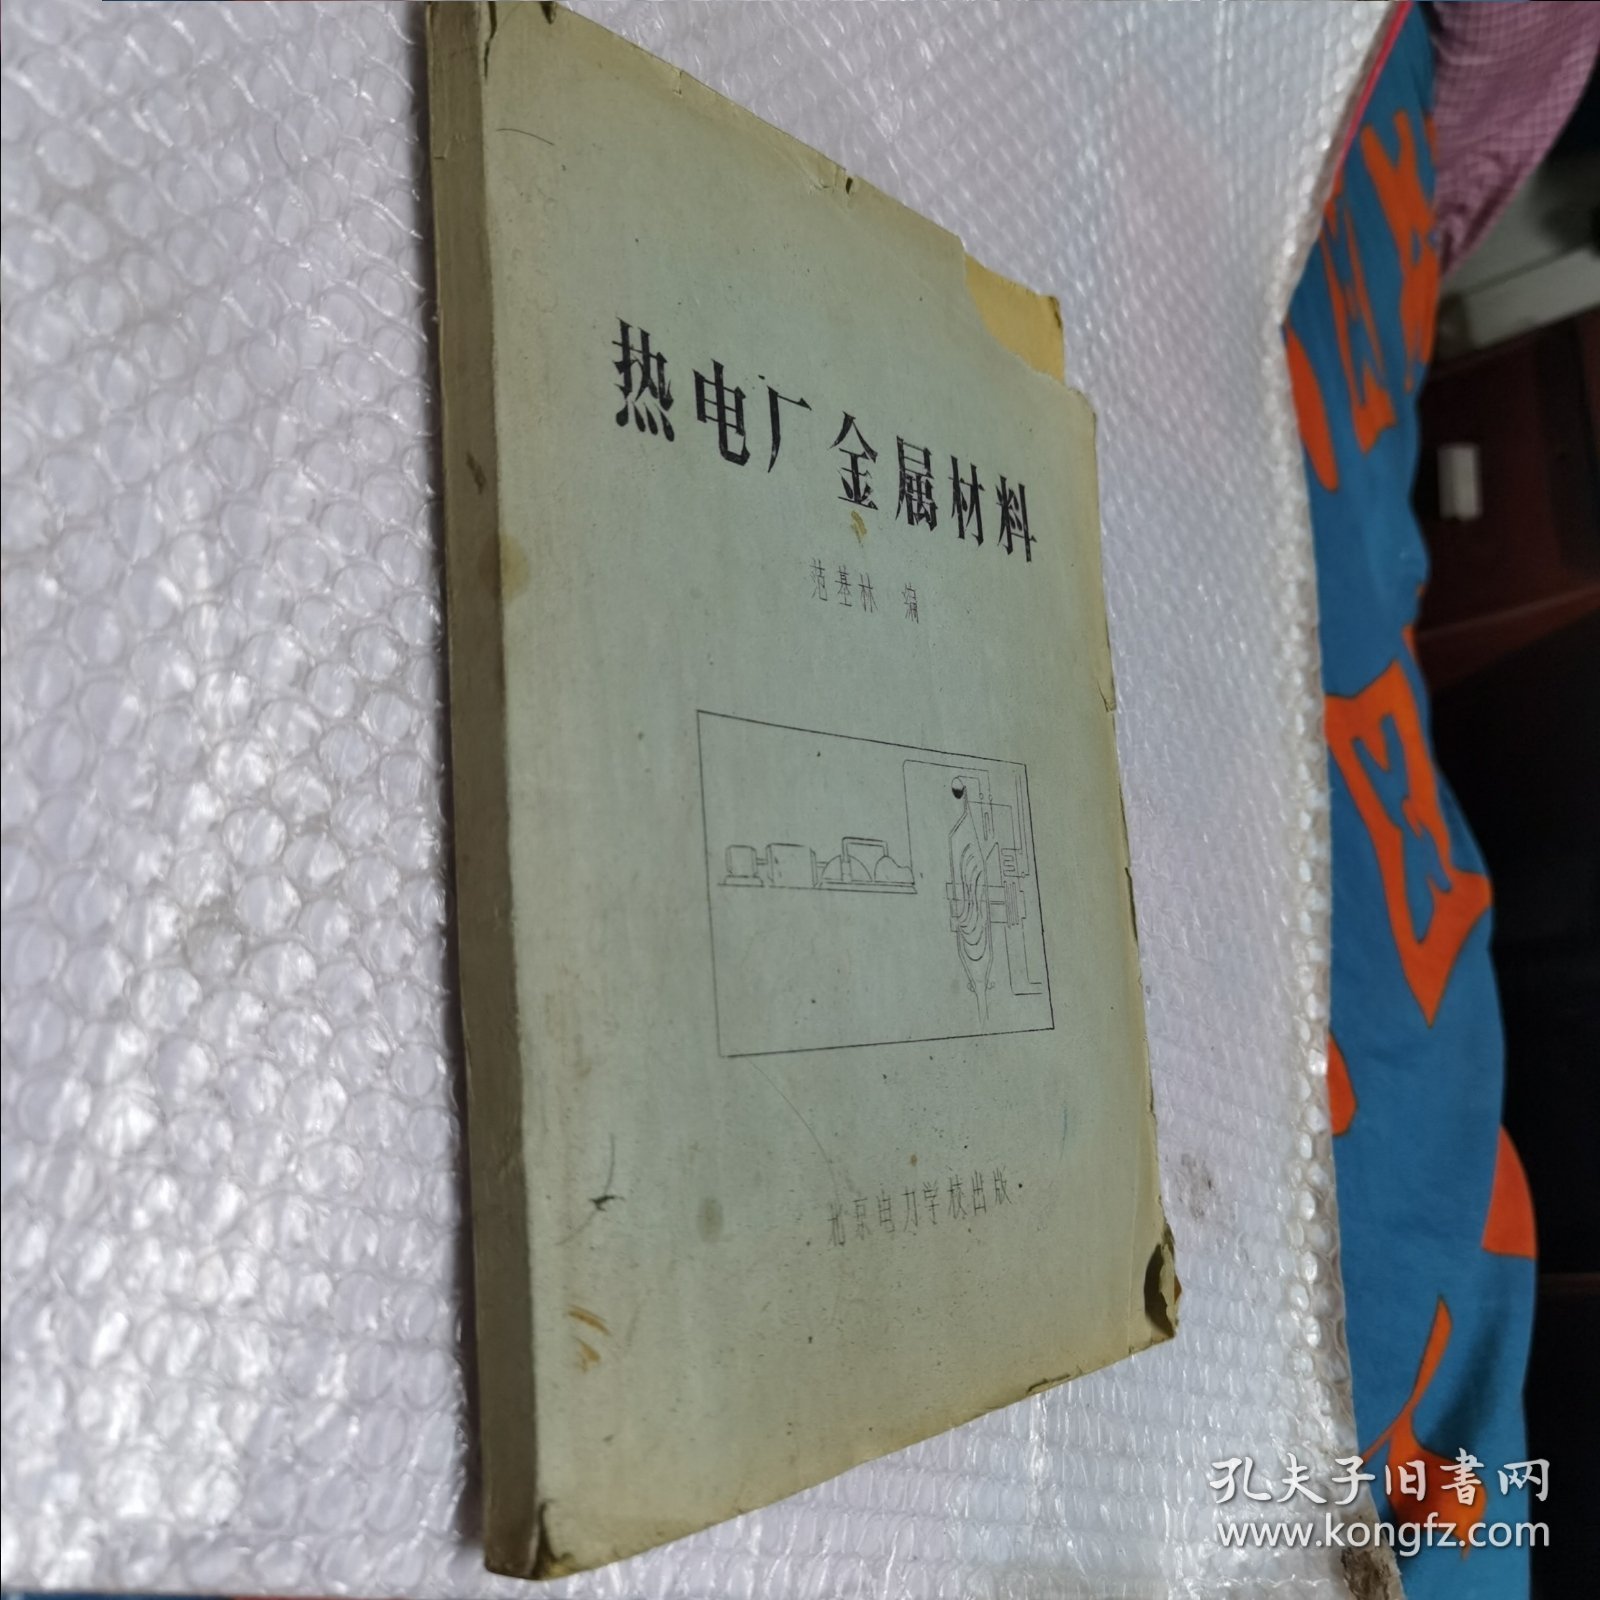 热电厂金属材料
范基林 编
北京电力学校出版
孔夫子旧书网
www.kongfz.com